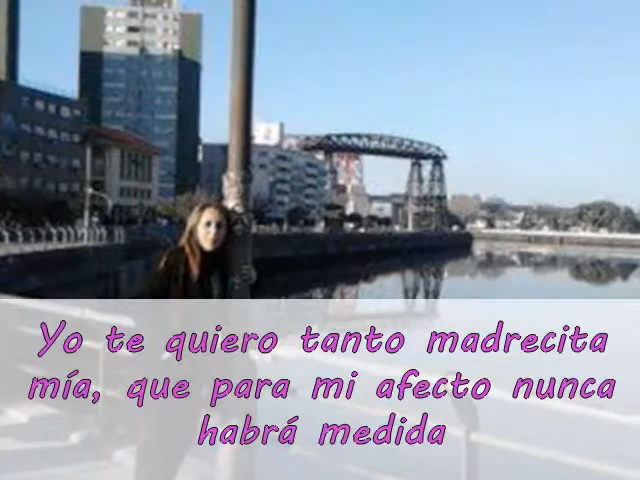 Yo te quiero tanto madrecita
mía, que para mi afecto nunca
habrá medida